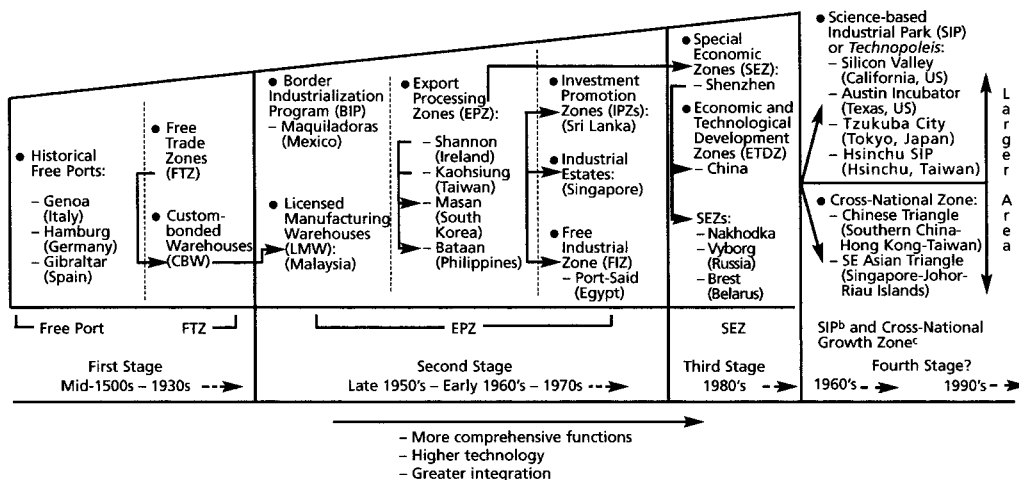 ● Historical
Free Ports:
– Genoa
(Italy)
– Hamburg
(Germany)
– Gibraltar
(Spain)
● Free
Trade
Zones
(FTZ)
● Custom-
bonded
Warehouses
(CBW)
● Border
Industrialization
Program (BIP)
– Maquiladoras
(Mexico)
● Licensed
Manufacturing
Warehouses
(LMW):
(Malaysia)
● Export
Processing
Zones (EPZ):
– Shannon
(Ireland)
– Kaohsiung
(Taiwan)
– Masan
(South
Korea)
– Bataan
(Philippines)
● Investment
Promotion
Zones (IPZs):
(Sri Lanka)
● Industrial
Estates:
(Singapore)
● Free
Industrial
Zone (FIZ)
– Port-Said
(Egypt)
● Special
Economic
Zones (SEZ):
– Shenzhen
● Economic and
Technological
Development
Zones (ETDZ)
– China
● SEZs:
– Nakhodka
– Vyborg
(Russia)
– Brest
(Belarus)
● Science-based
Industrial Park (SIP)
or Technopoleis:
– Silicon Valley
(California, US)
– Austin Incubator
(Texas, US)
– Tzukuba City
(Tokyo, Japan)
– Hsinchu SIP
(Hsinchu, Taiwan)
● Cross-National Zone:
– Chinese Triangle
(Southern China-
Hong Kong-Taiwan)
– SE Asian Triangle
(Singapore-Johor-
Riau Islands)
Larger Area
Free Port
FTZ
EPZ
SEZ
SIPᵇ and Cross-National
Growth Zoneᶜ
First Stage
Mid-1500s – 1930s
Second Stage
Late 1950's – Early 1960's – 1970s
Third Stage
1980's
Fourth Stage?
1960's
1990's
– More comprehensive functions
– Higher technology
– Greater integration